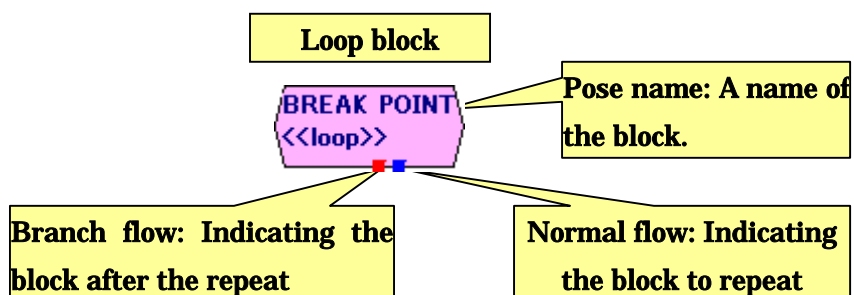 Loop block
BREAK POINT
<<loop>>
Pose name: A name of
the block.
Branch flow: Indicating the
block after the repeat
Normal flow: Indicating
the block to repeat